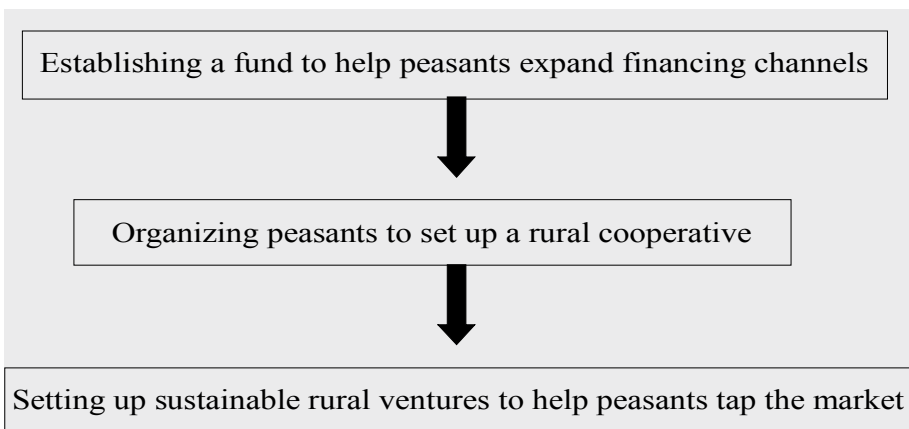 Establishing a fund to help peasants expand financing channels
Organizing peasants to set up a rural cooperative
Setting up sustainable rural ventures to help peasants tap the market